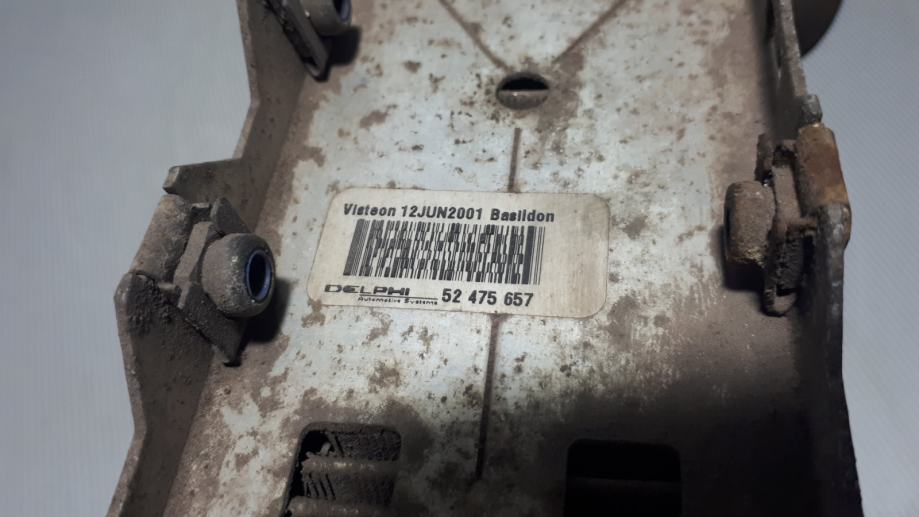 Visteon 12JUN2001 Basildon
DELPHI
Automotive Systems
52 475 657